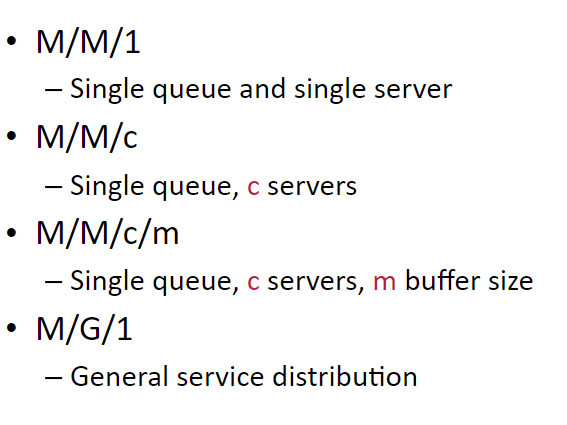 • M/M/1
– Single queue and single server
• M/M/c
– Single queue, c servers
• M/M/c/m
– Single queue, c servers, m buffer size
• M/G/1
– General service distribution